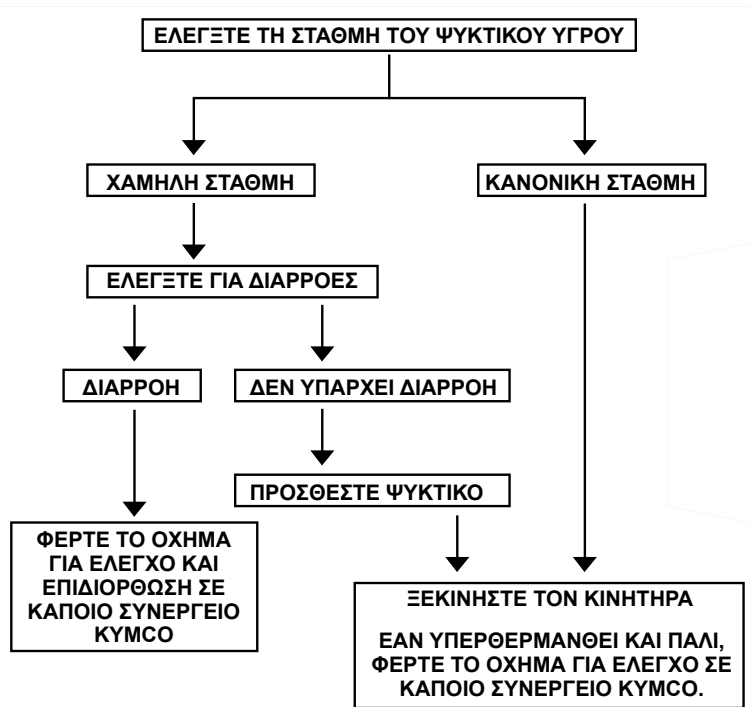 ΕΛΕΓΞΤΕ ΤΗ ΣΤΑΘΜΗ ΤΟΥ ΨΥΚΤΙΚΟΥ ΥΓΡΟΥ
ΧΑΜΗΛΗ ΣΤΑΘΜΗ
ΚΑΝΟΝΙΚΗ ΣΤΑΘΜΗ
ΕΛΕΓΞΤΕ ΓΙΑ ΔΙΑΡΡΟΕΣ
ΔΙΑΡΡΟΗ
ΔΕΝ ΥΠΑΡΧΕΙ ΔΙΑΡΡΟΗ
ΠΡΟΣΘΕΣΤΕ ΨΥΚΤΙΚΟ
ΦΕΡΤΕ ΤΟ ΟΧΗΜΑ
ΓΙΑ ΕΛΕΓΧΟ ΚΑΙ
ΕΠΙΔΙΟΡΘΩΣΗ ΣΕ
ΚΑΠΟΙΟ ΣΥΝΕΡΓΕΙΟ
KYMCO
ΞΕΚΙΝΗΣΤΕ ΤΟΝ ΚΙΝΗΤΗΡΑ
ΕΑΝ ΥΠΕΡΘΕΡΜΑΝΘΕΙ ΚΑΙ ΠΑΛΙ,
ΦΕΡΤΕ ΤΟ ΟΧΗΜΑ ΓΙΑ ΕΛΕΓΧΟ ΣΕ
ΚΑΠΟΙΟ ΣΥΝΕΡΓΕΙΟ KYMCO.